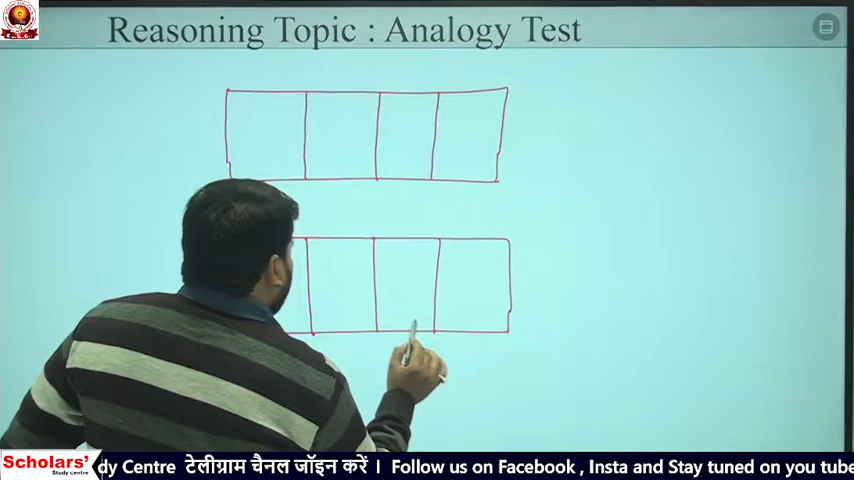 Reasoning Topic : Analogy Test
Scholars'
Study centre
dy Centre टेलीग्राम चैनल जॉइन करें । Follow us on Facebook , Insta and Stay tuned on you tube